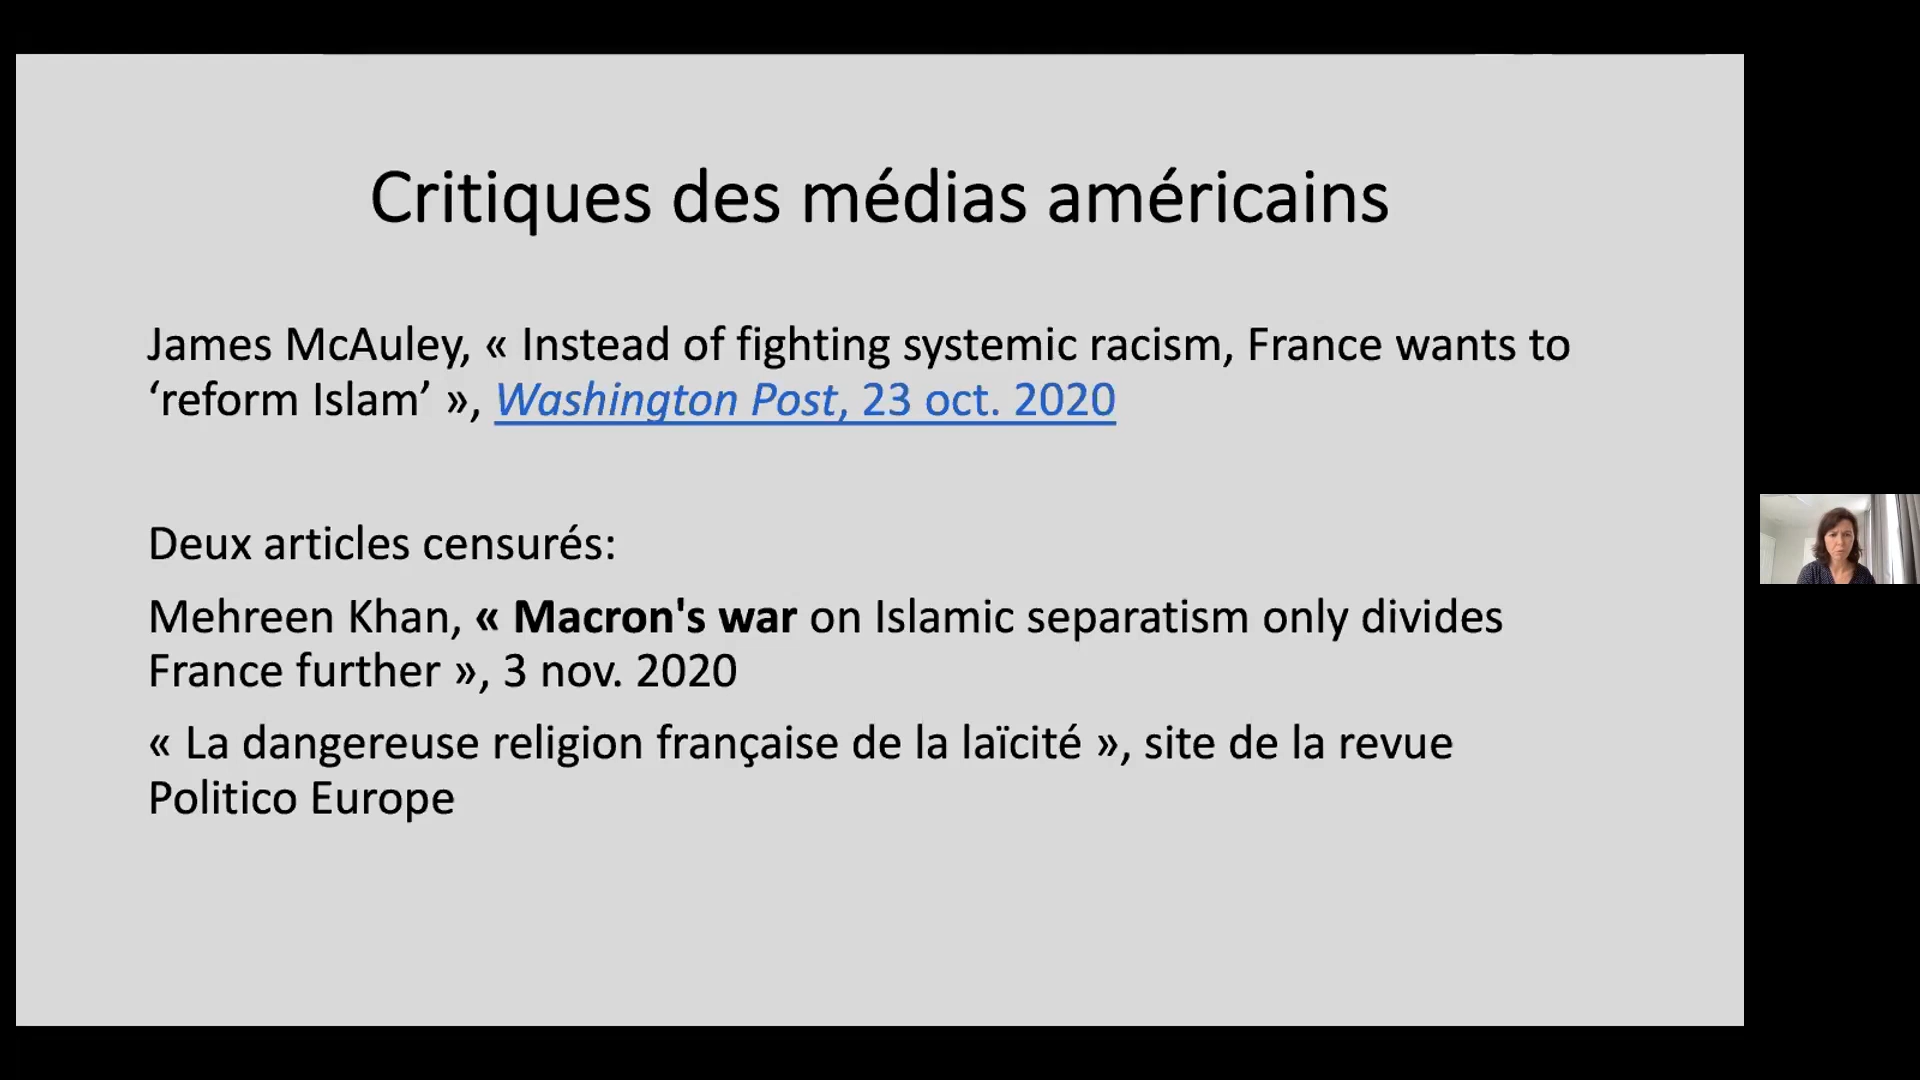 Critiques des médias américains
James McAuley, « Instead of fighting systemic racism, France wants to
‘reform Islam’ », Washington Post, 23 oct. 2020
Deux articles censurés:
Mehreen Khan, « Macron's war on Islamic separatism only divides
France further », 3 nov. 2020
« La dangereuse religion française de la laïcité », site de la revue
Politico Europe